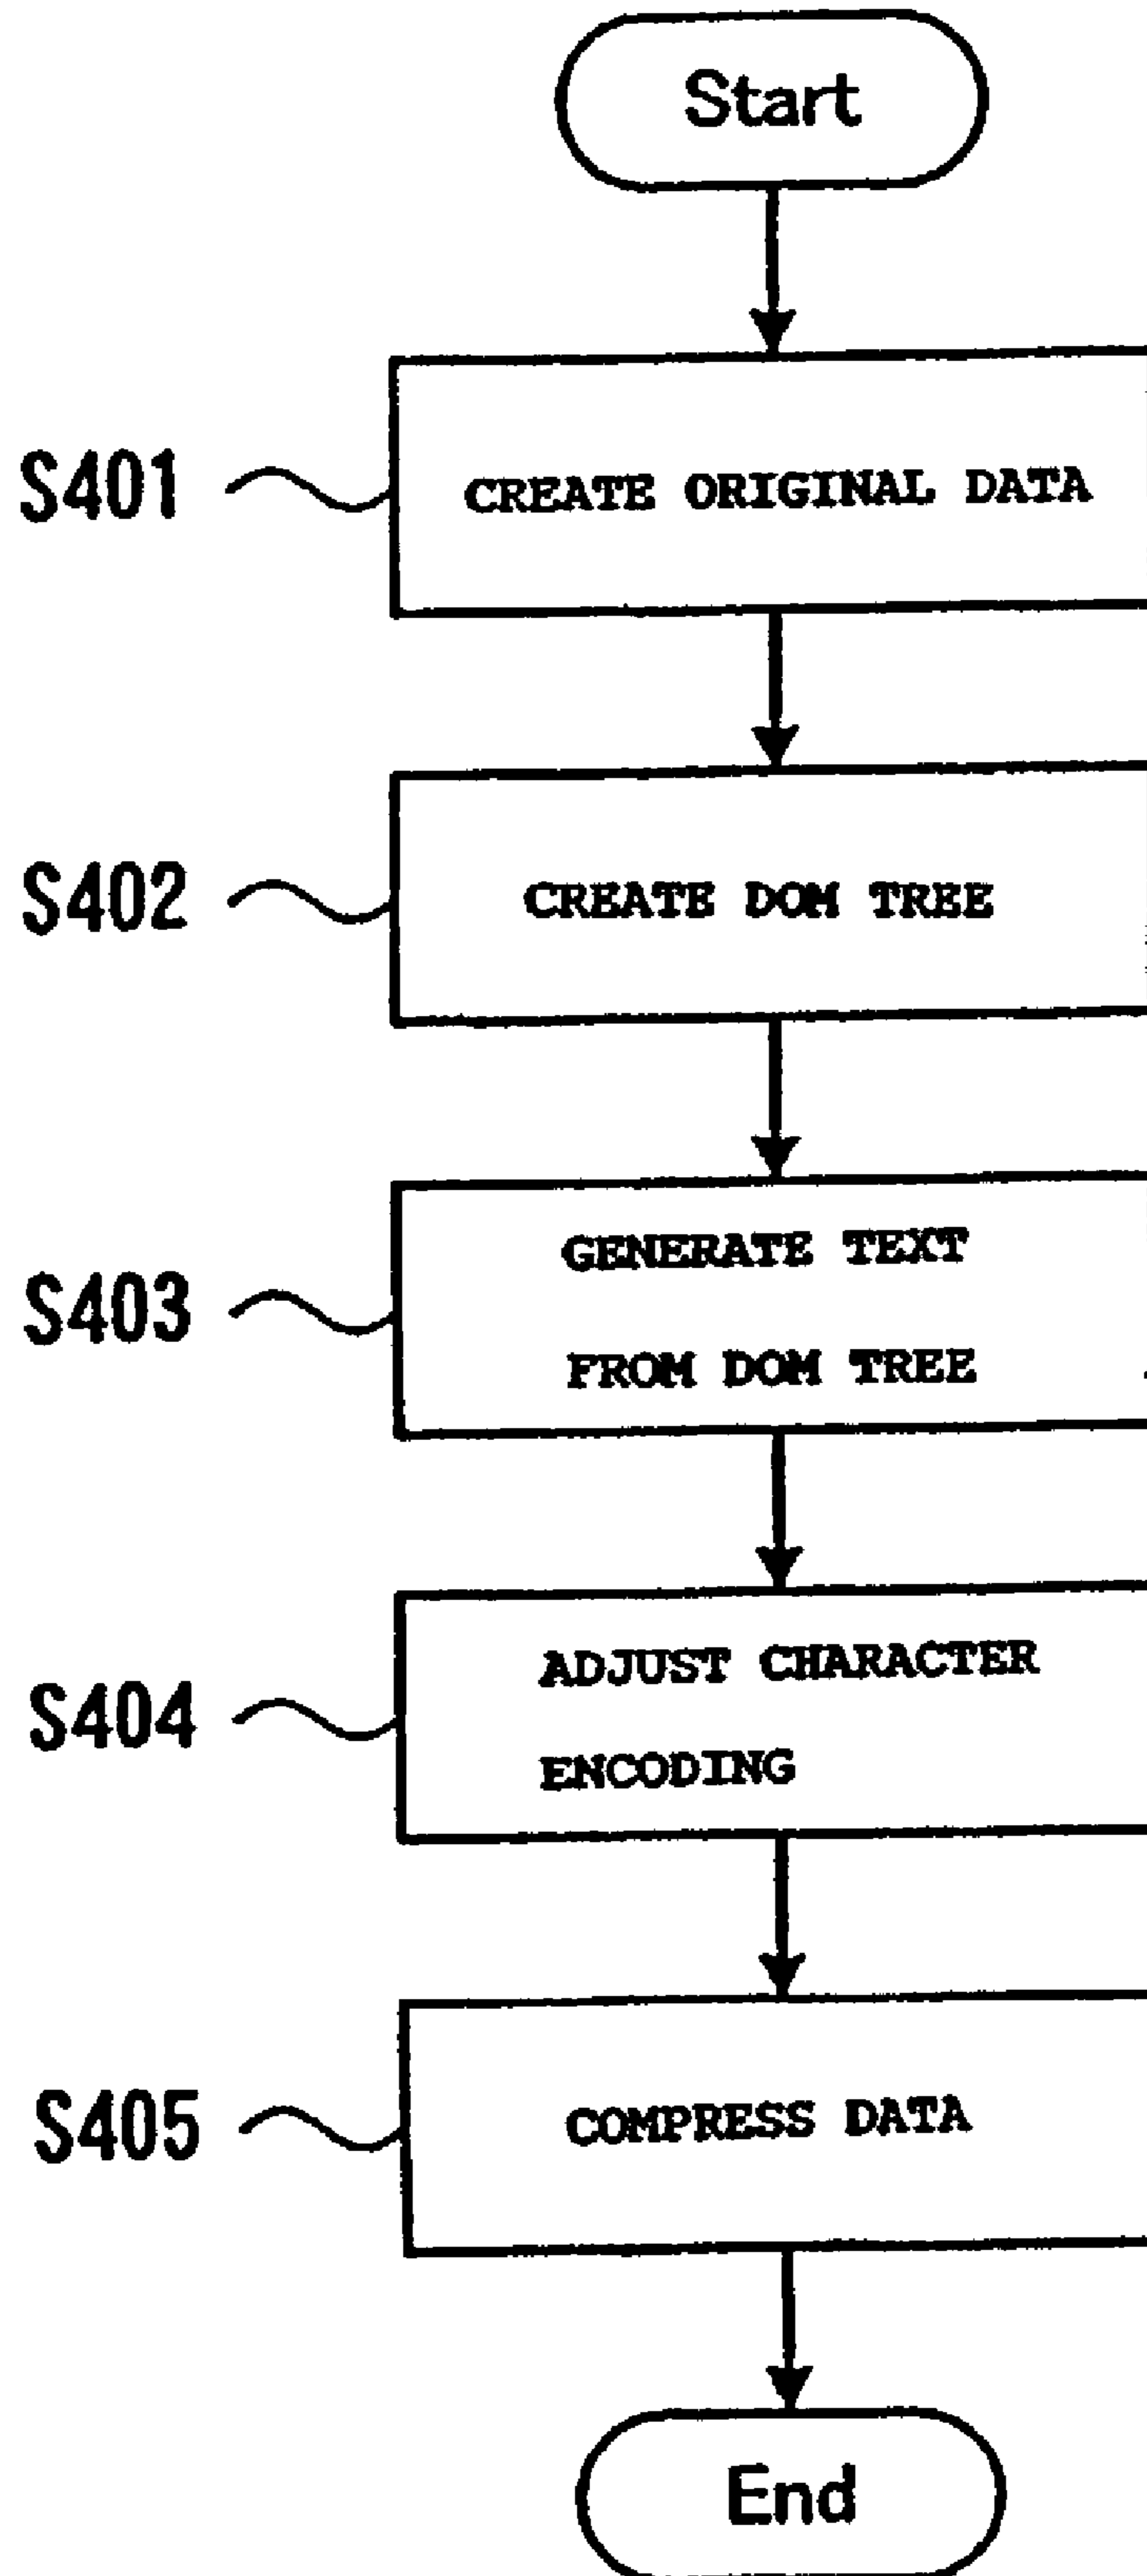 Start
S401
CREATE ORIGINAL DATA
S402
CREATE DOM TREE
S403
GENERATE TEXT
FROM DOM TREE
S404
ADJUST CHARACTER
ENCODING
S405
COMPRESS DATA
End